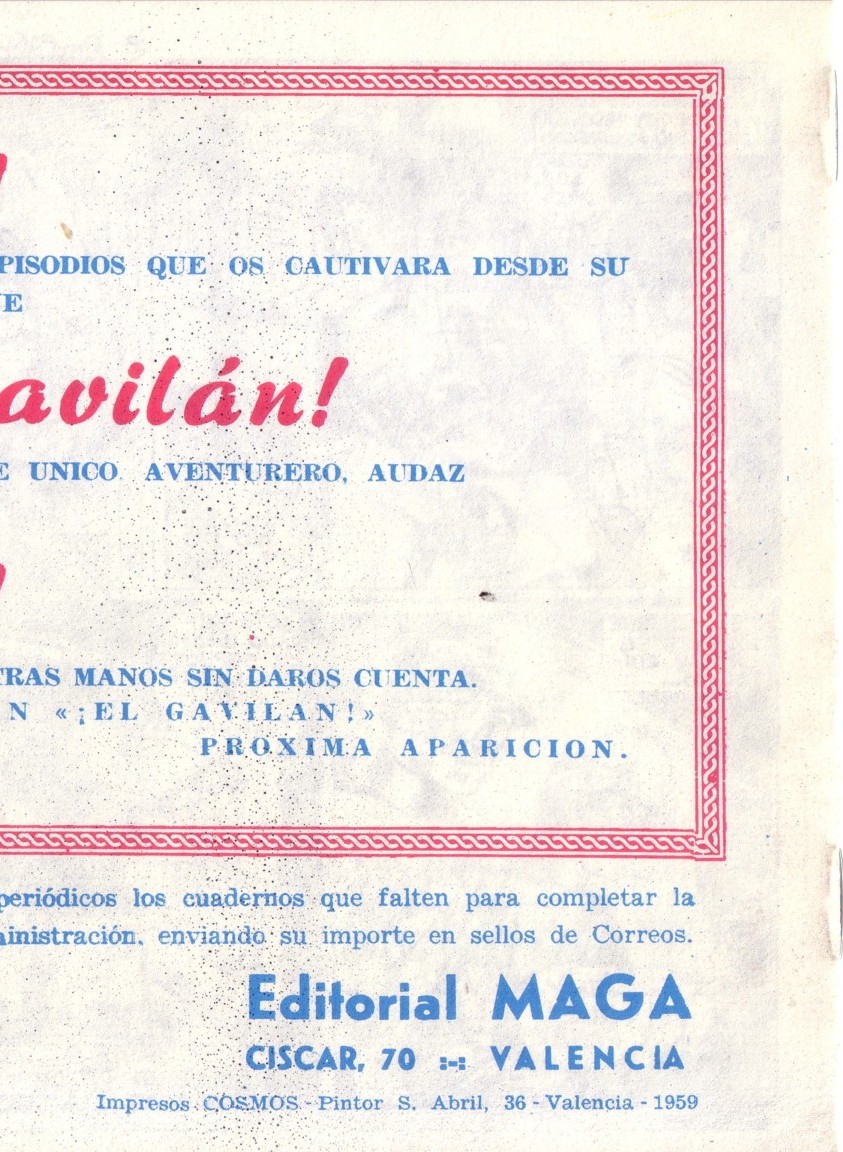 PISODIOS QUE OS CAUTIVARA DESDE SU
E
avilán!
E UNICO AVENTURERO, AUDAZ
TRAS MANOS SIN DAROS CUENTA.
N «¡EL GAVILAN!»
PROXIMA APARICION.
periódicos los cuadernos que falten para completar la
inistración, enviando su importe en sellos de Correos.
Editorial MAGA
CISCAR, 70 :-: VALENCIA
Impresos COSMOS - Pintor S. Abril, 36 - Valencia - 1959